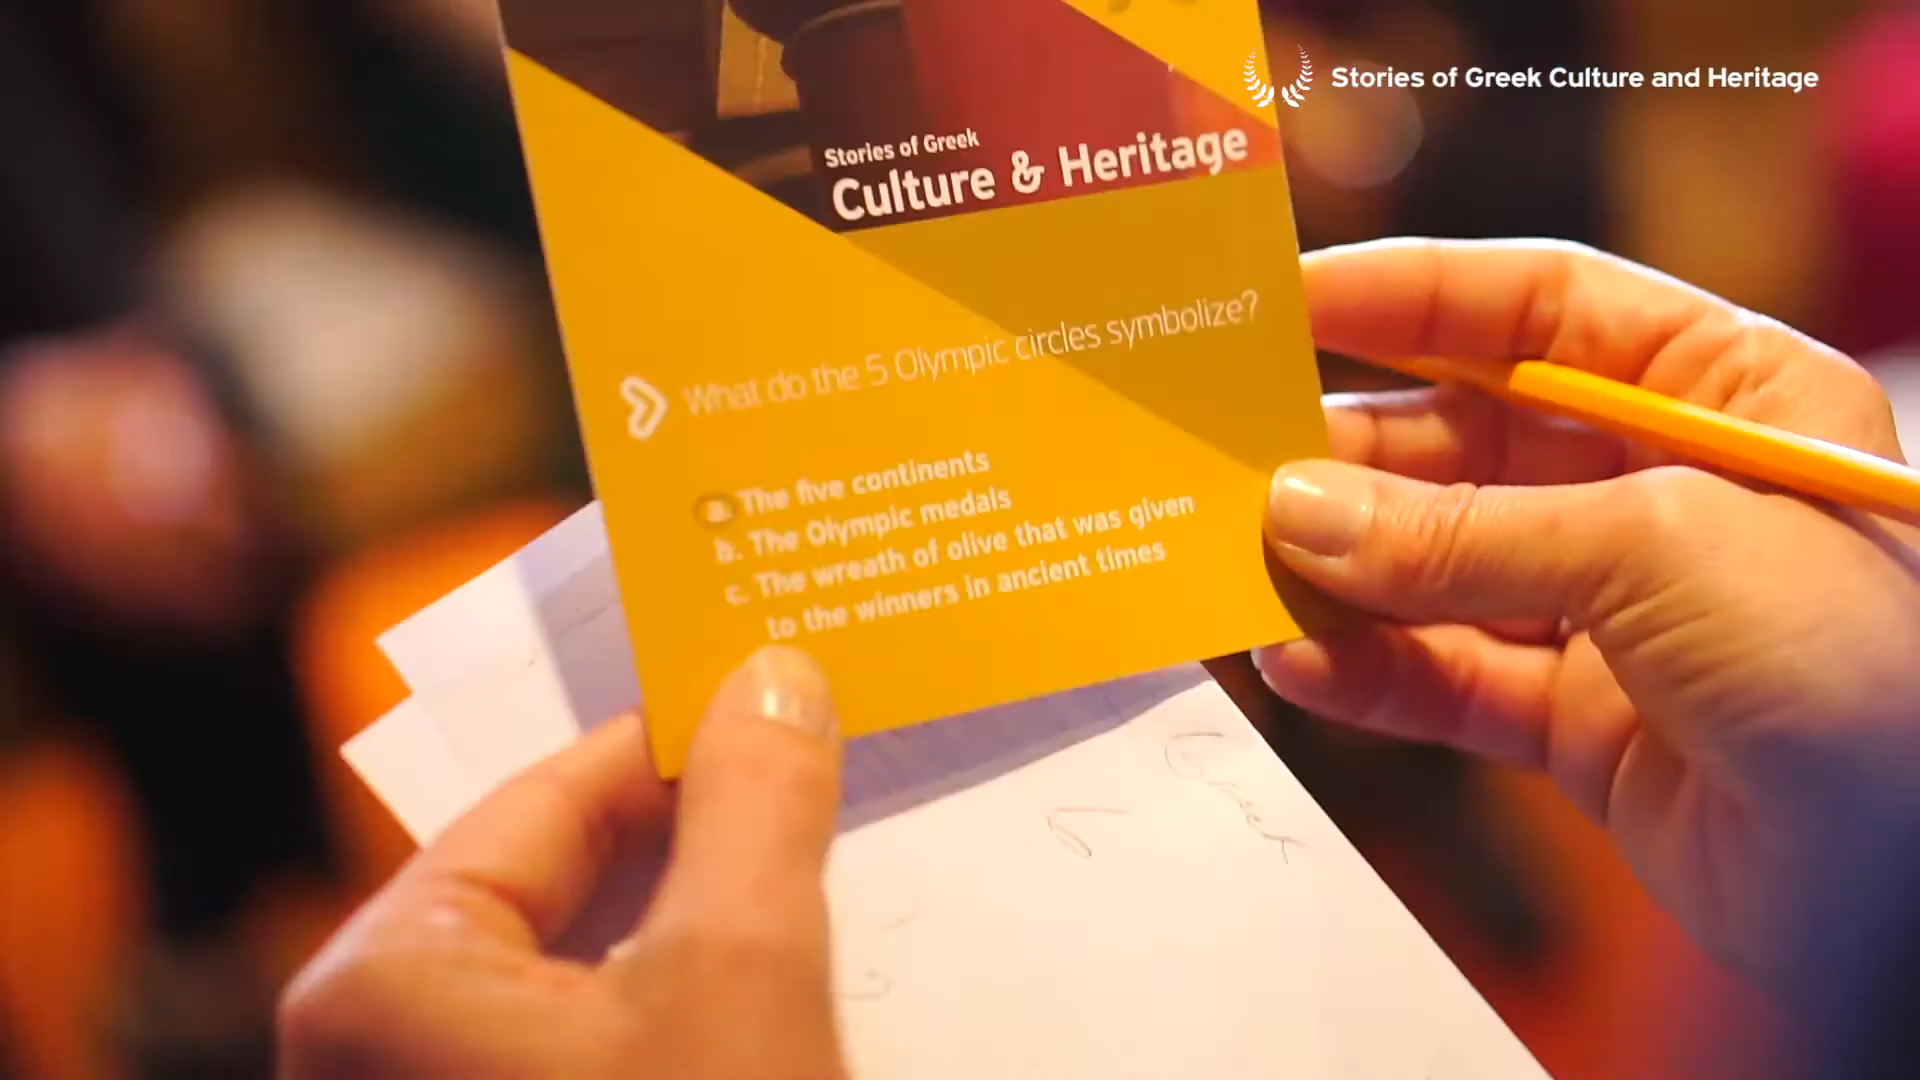 Stories of Greek Culture and Heritage
Stories of Greek
Culture & Heritage
What do the 5 Olympic circles symbolize?
a. The five continents
b. The Olympic medals
c. The wreath of olive that was given
to the winners in ancient times